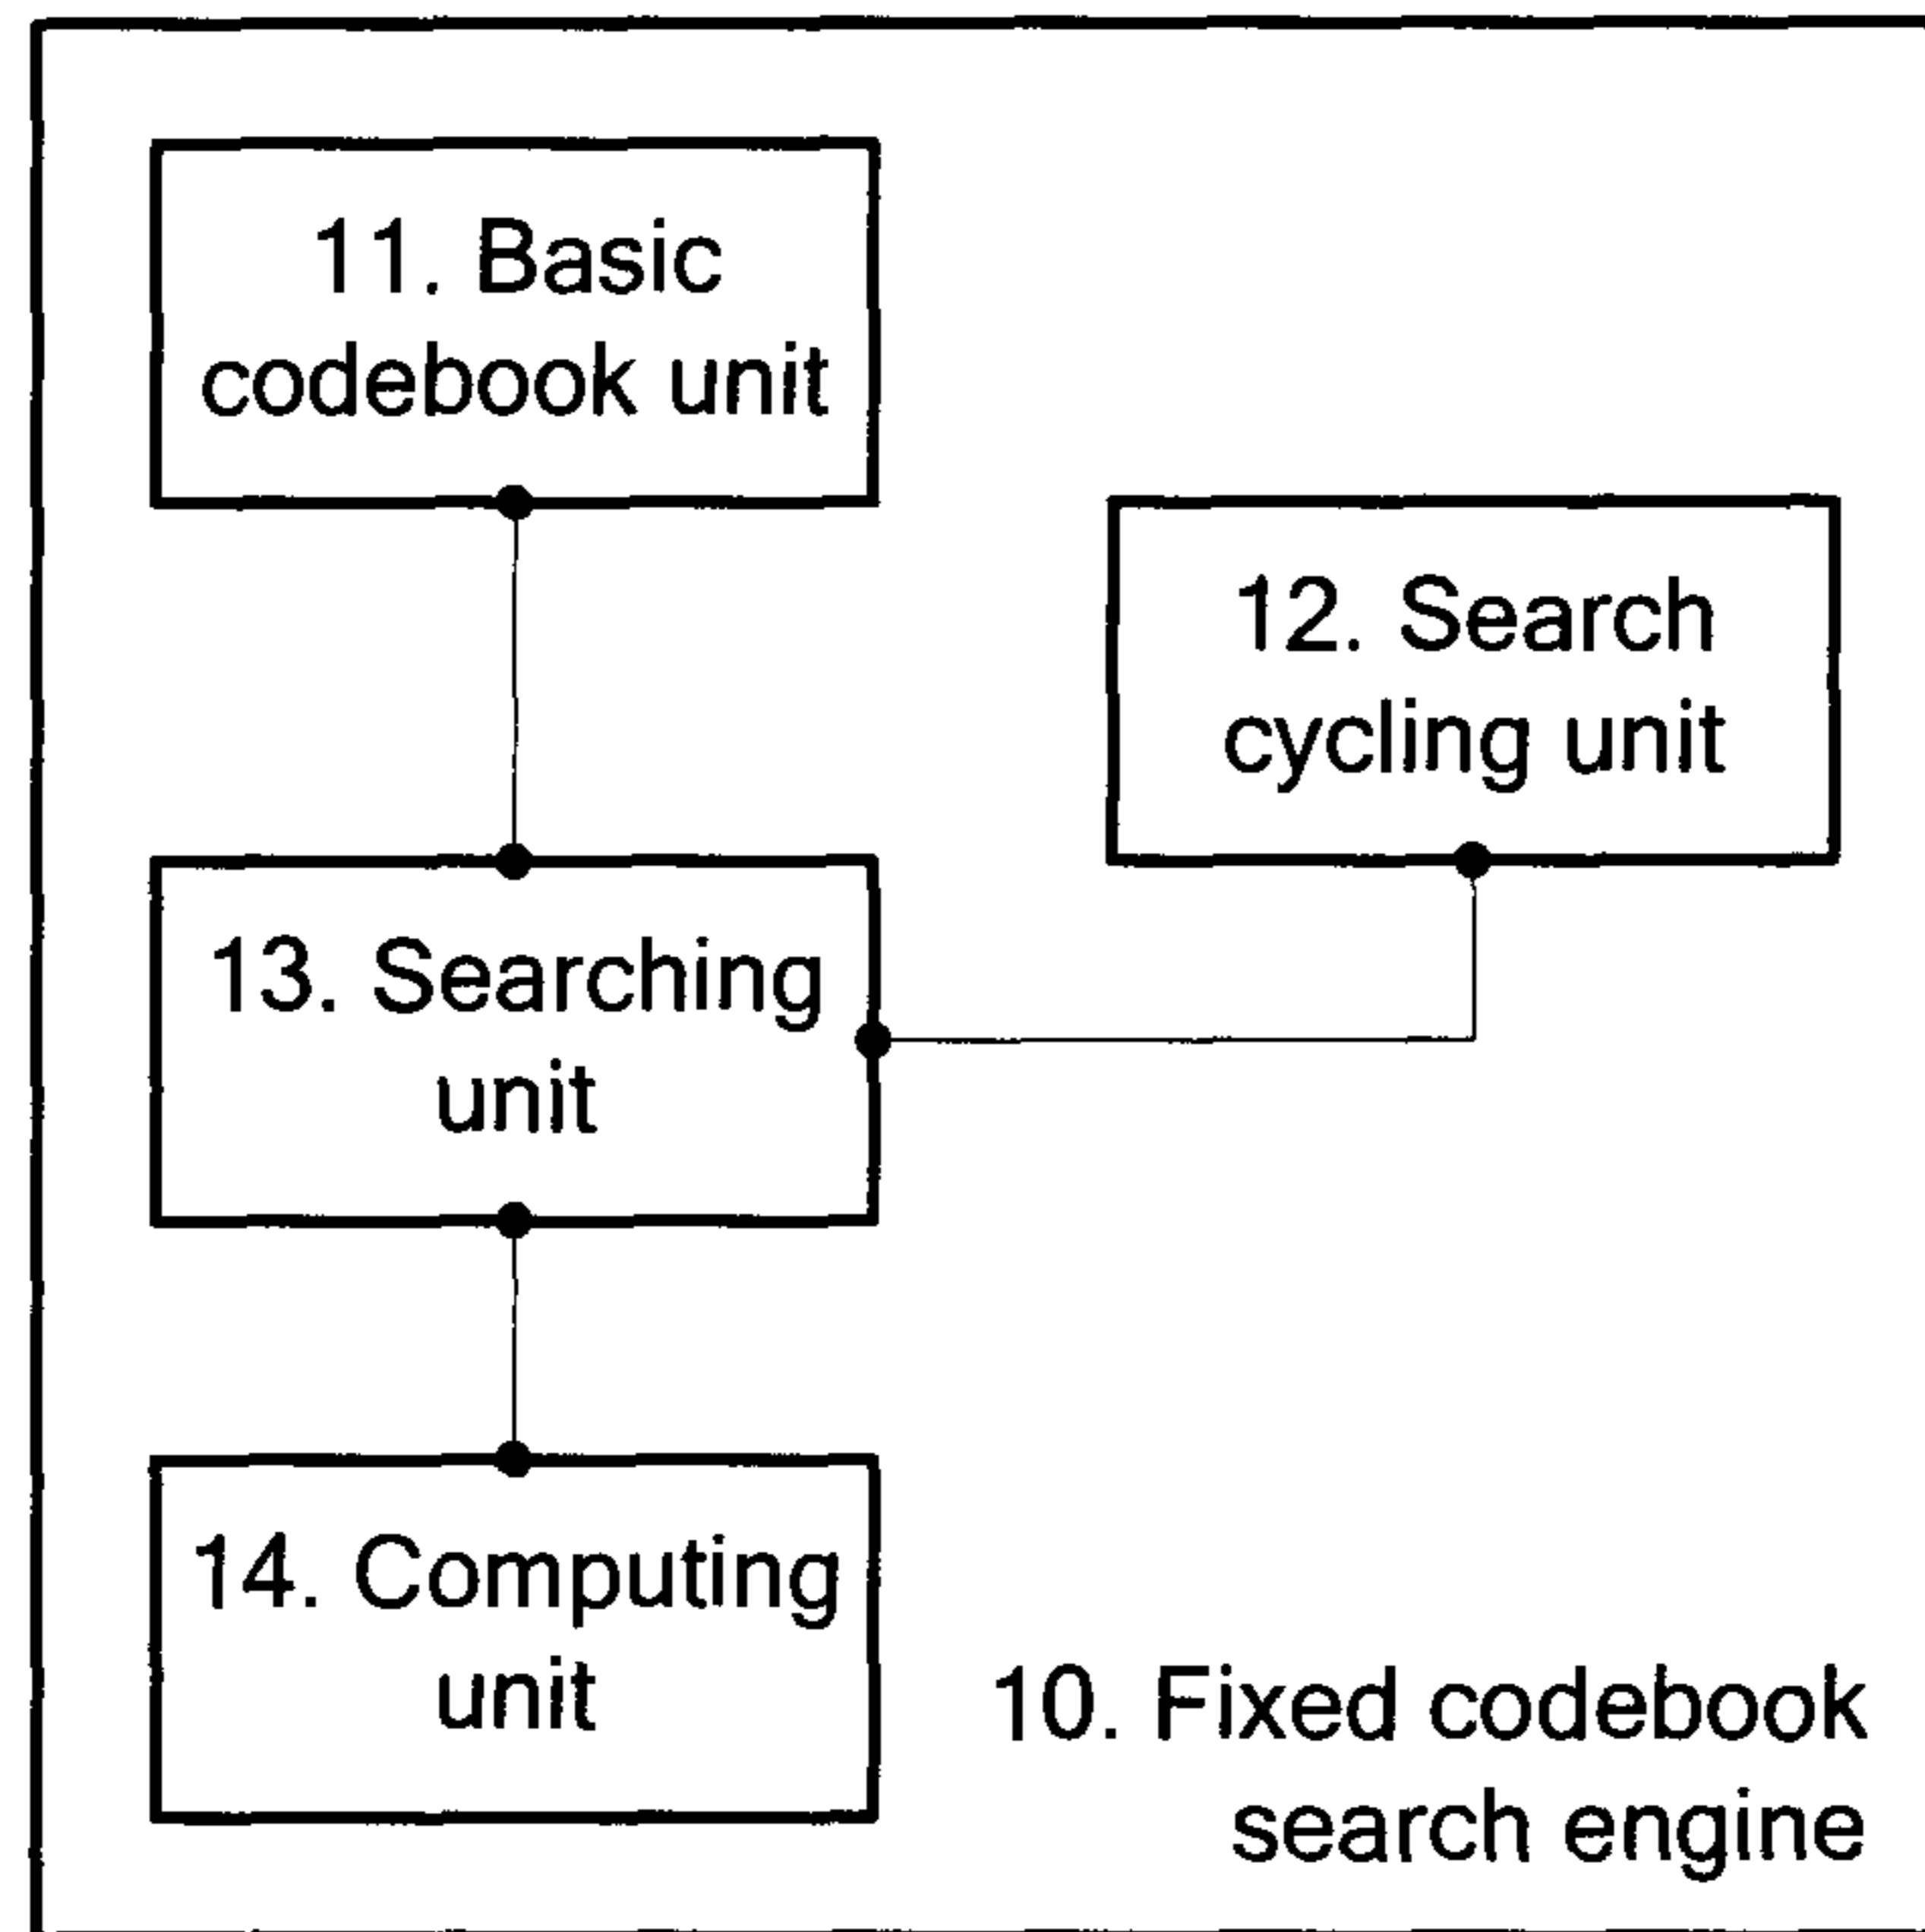 11. Basic
codebook unit
12. Search
cycling unit
13. Searching
unit
14. Computing
unit
10. Fixed codebook
search engine